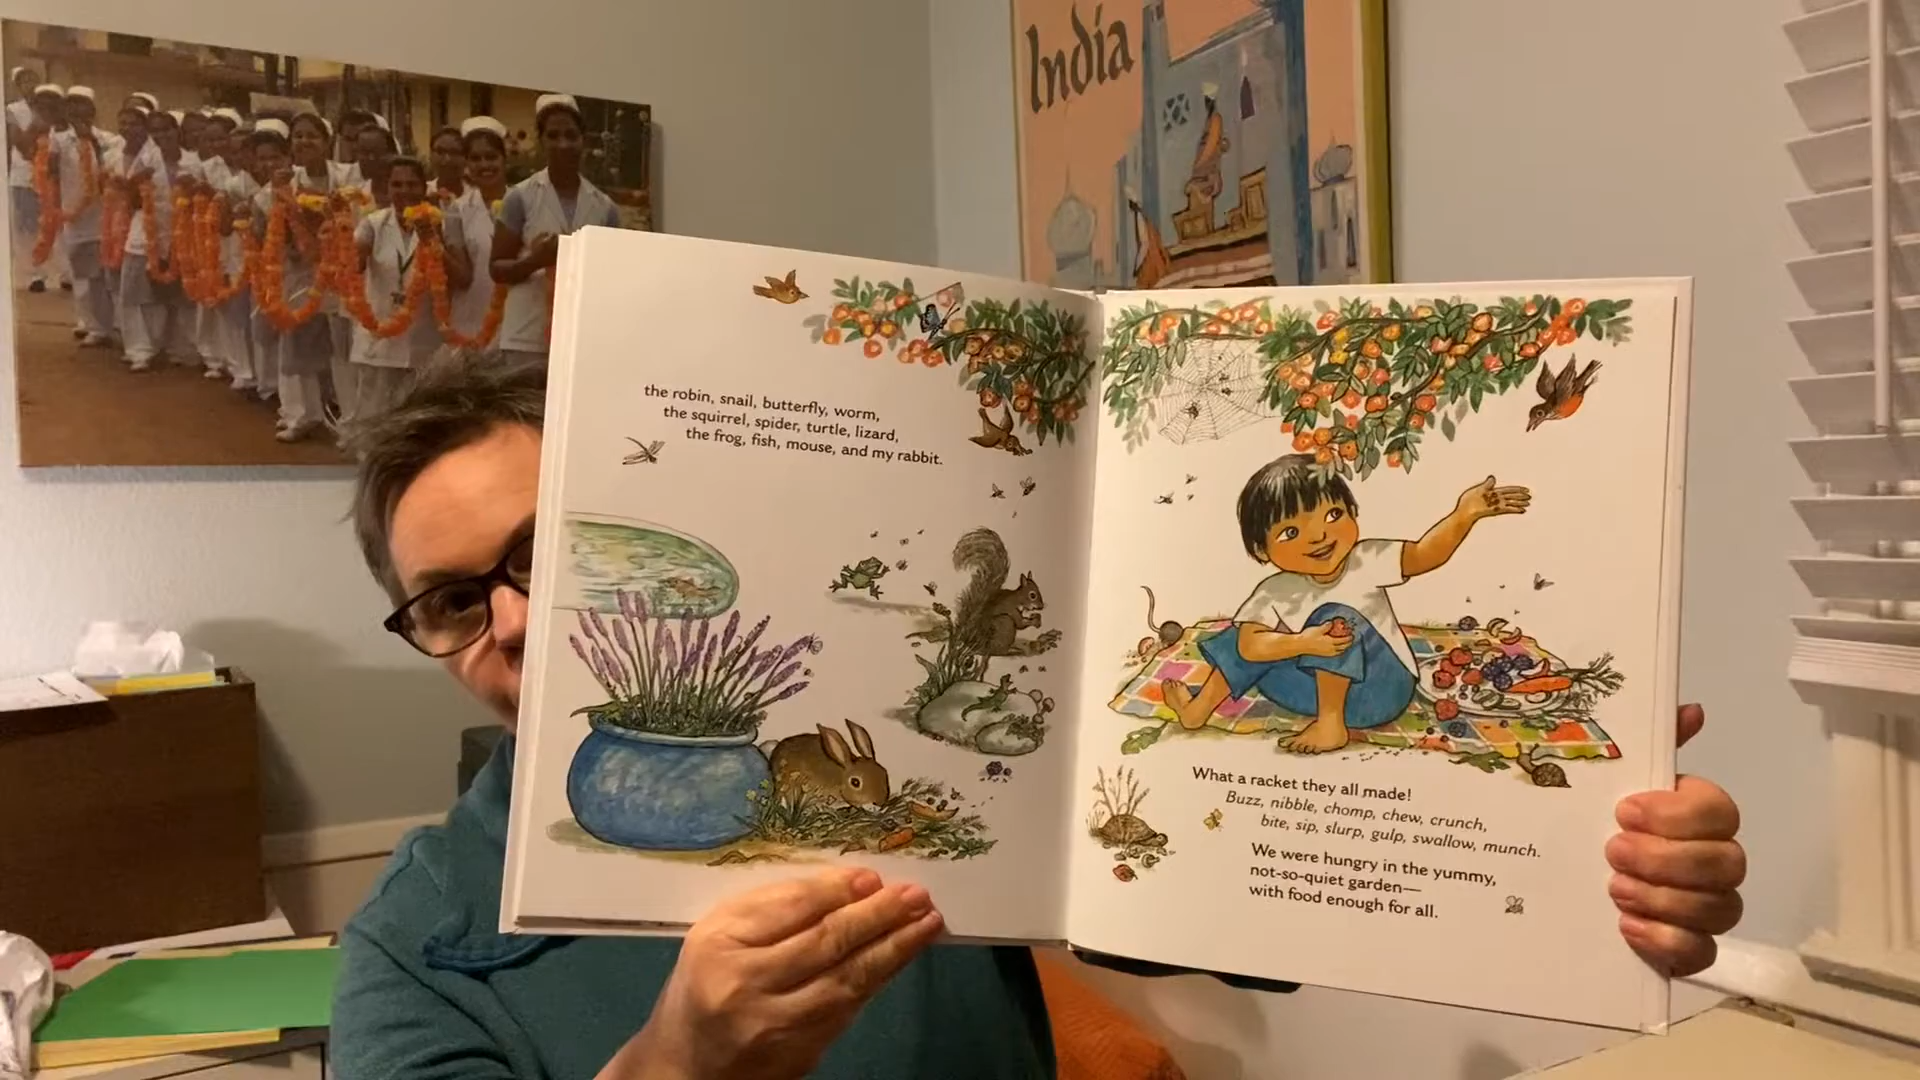 India
the robin, snail, butterfly, worm,
the squirrel, spider, turtle, lizard,
the frog, fish, mouse, and my rabbit.
What a racket they all made!
Buzz, nibble, chomp, chew, crunch,
bite, sip, slurp, gulp, swallow, munch.
We were hungry in the yummy,
not-so-quiet garden—
with food enough for all.